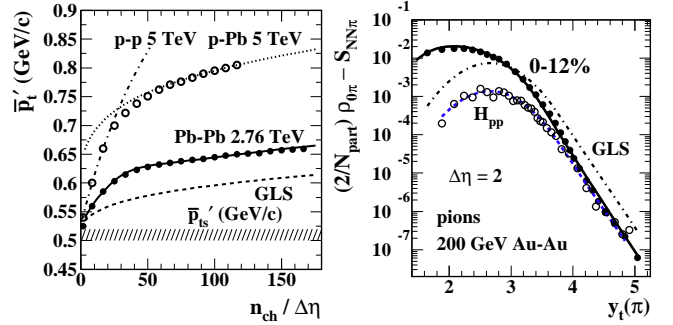 p̅t′ (GeV/c)
0.9
0.85
0.8
0.75
0.7
0.65
0.6
0.55
0.5
0.45
p-p 5 TeV
p-Pb 5 TeV
Pb-Pb 2.76 TeV
GLS
p̅ts′ (GeV/c)
0
50
100
150
nch / Δη
(2/Npart) ρ0π − SNNπ
10-1
10-2
10-3
10-4
10-5
10-6
10-7
0-12%
Hpp
GLS
Δη = 2
pions
200 GeV Au-Au
2
3
4
5
yt(π)